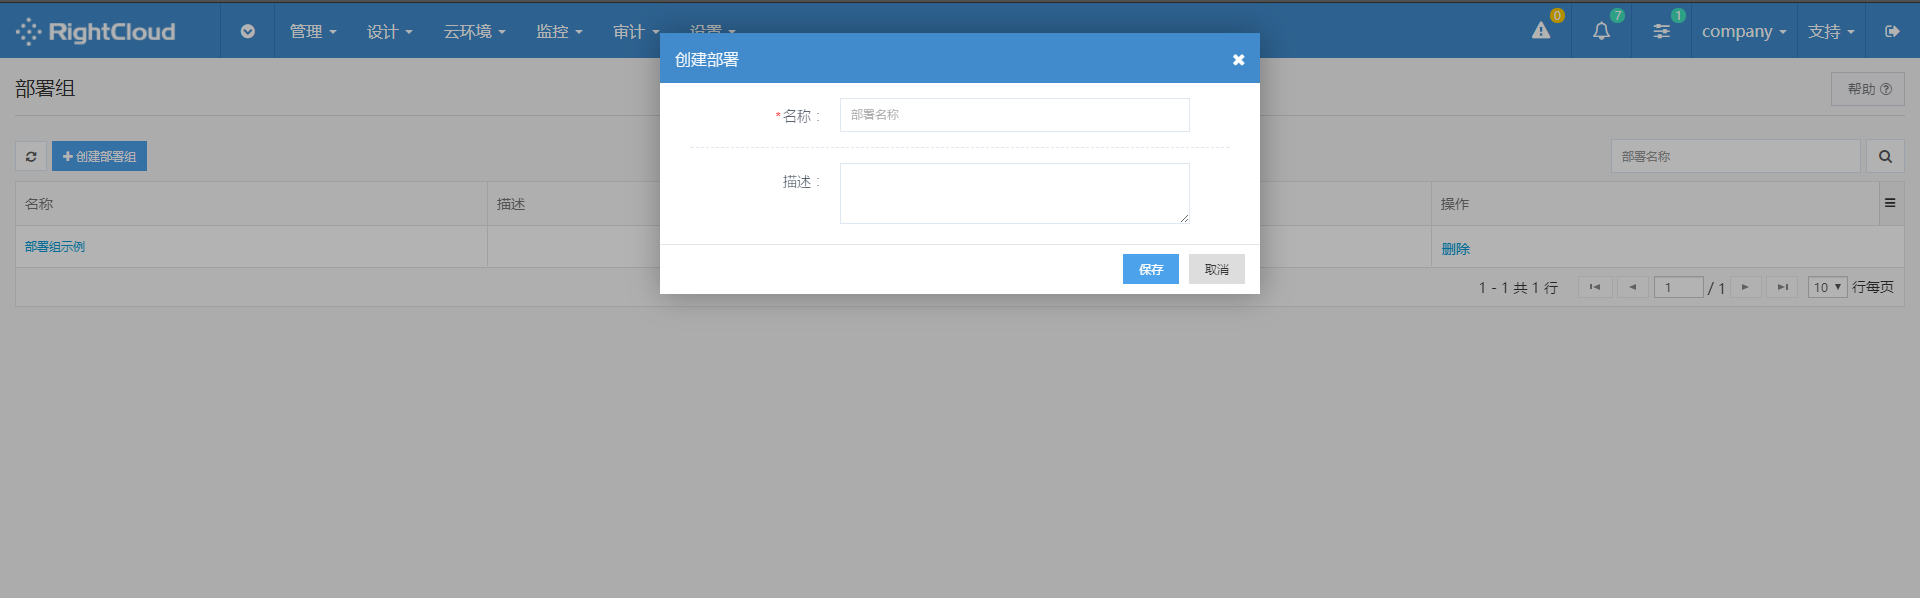 RightCloud 管理 设计 云环境 监控 审计 设置 0 7 1 company 支持
创建部署
部署组
帮助
*名称 :
部署名称
创建部署组
部署名称
描述 :
名称 描述 操作
部署组示例 删除
保存 取消
1 - 1 共 1 行 1 / 1 10 行每页